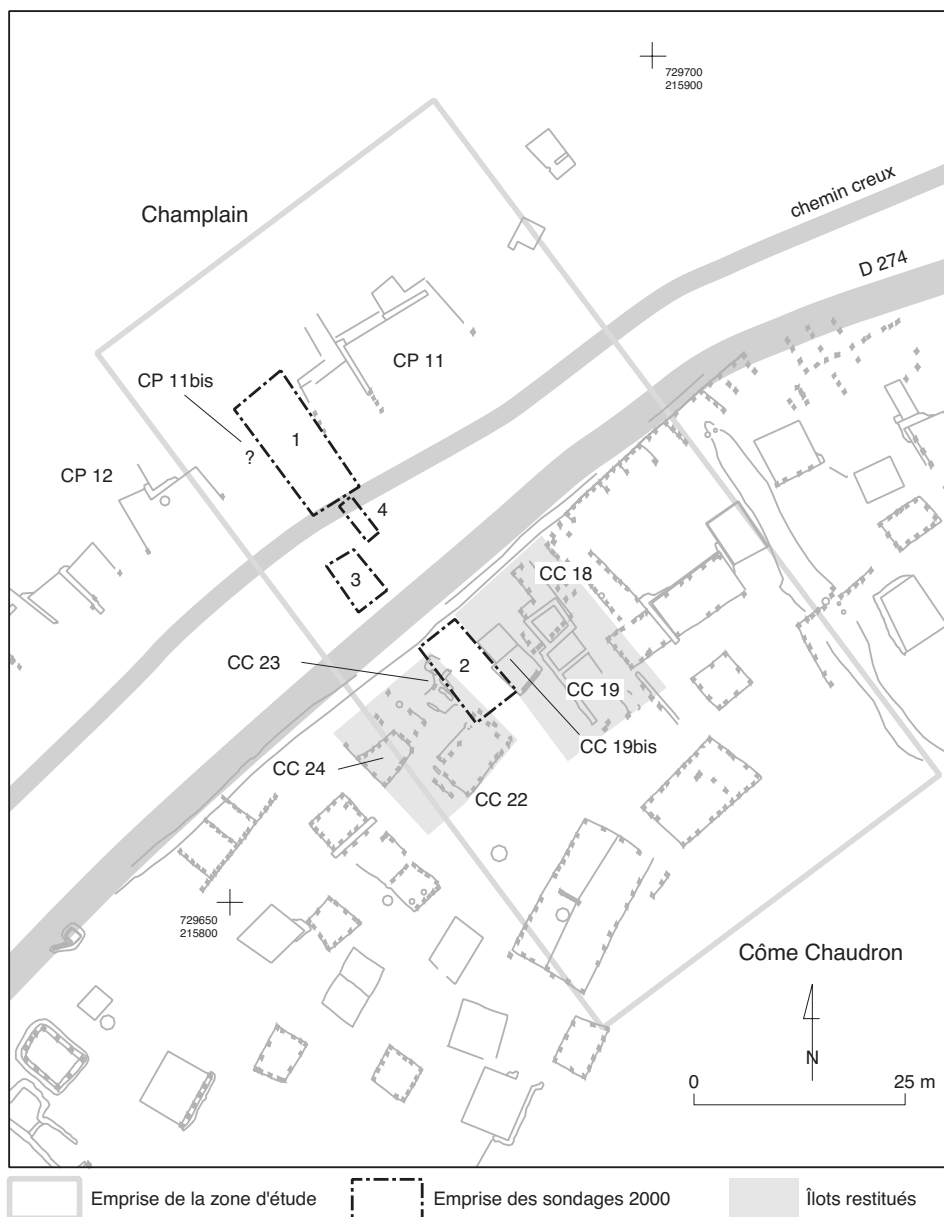 729700
215900
chemin creux
Champlain
D 274
CP 11
CP 11bis
1
?
CP 12
4
3
CC 18
CC 23
2
CC 19
CC 19bis
CC 24
CC 22
729650
215800
Côme Chaudron
N
0 25 m
Emprise de la zone d'étude Emprise des sondages 2000 Îlots restitués